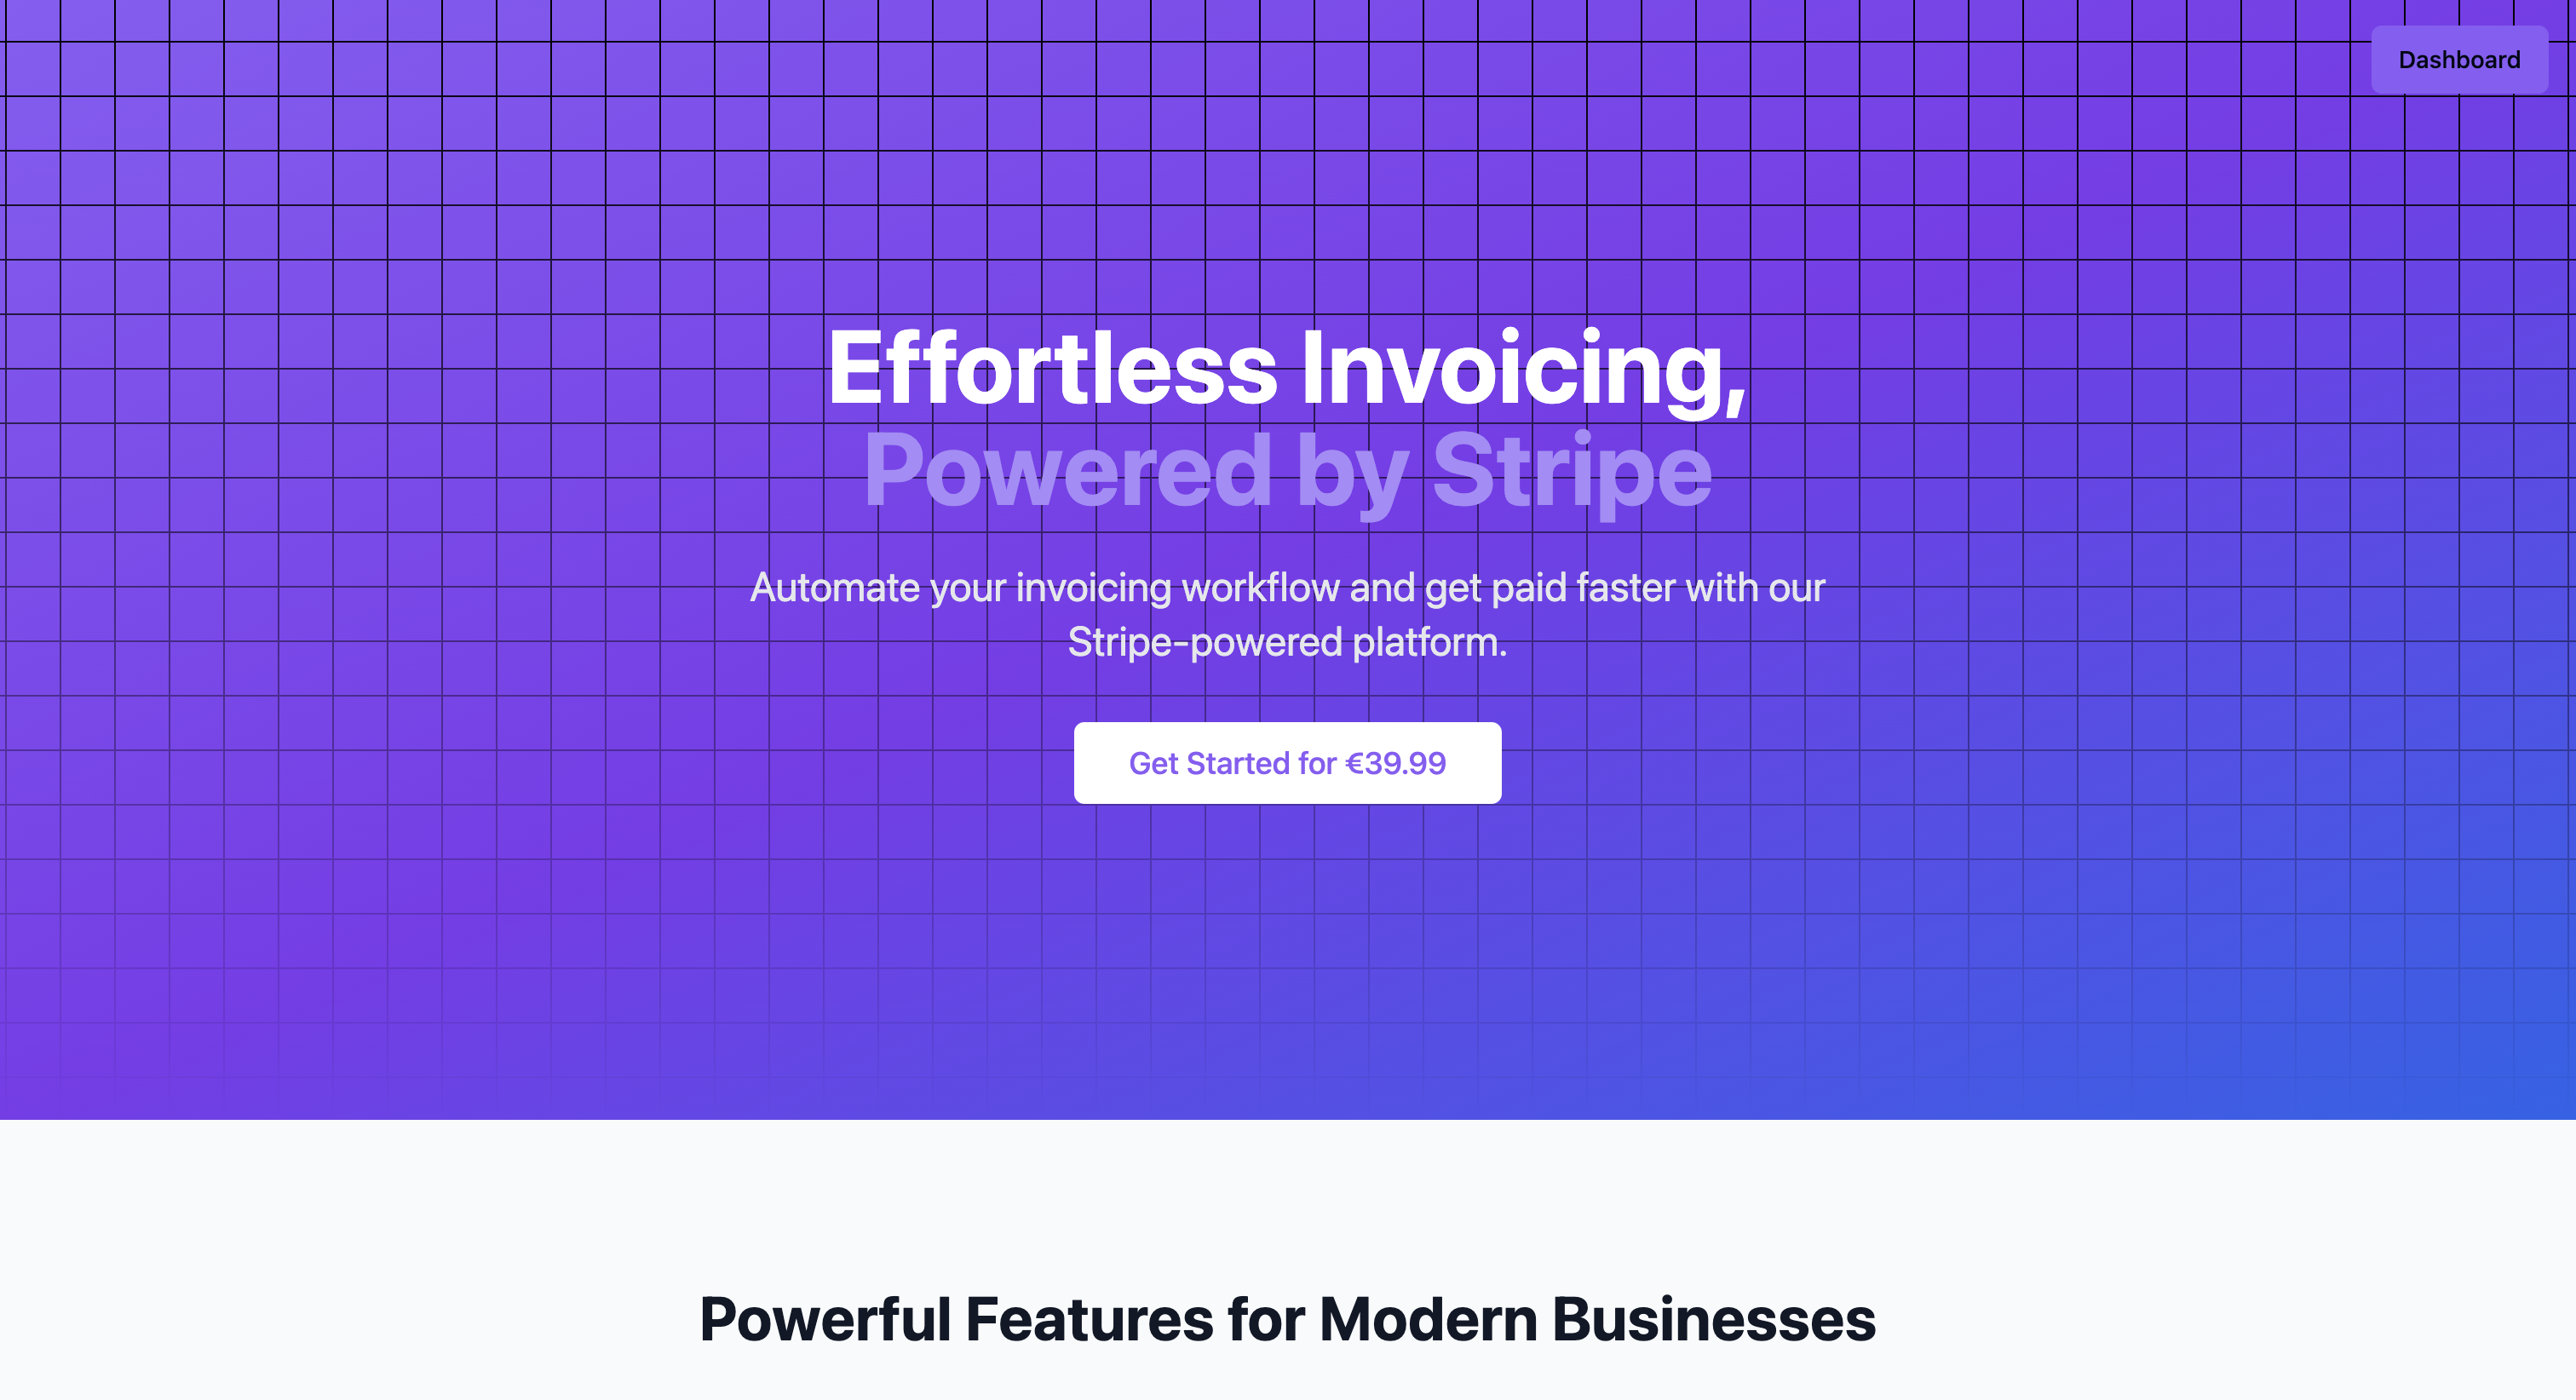 Dashboard
Effortless Invoicing,
Powered by Stripe
Automate your invoicing workflow and get paid faster with our
Stripe-powered platform.
Get Started for €39.99
Powerful Features for Modern Businesses